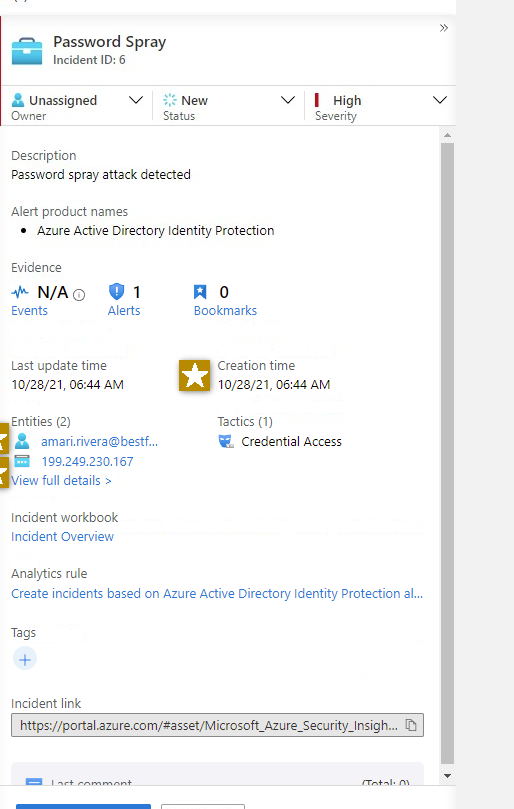 Password Spray
Incident ID: 6
Unassigned
Owner
New
Status
High
Severity
Description
Password spray attack detected
Alert product names
Azure Active Directory Identity Protection
Evidence
N/A
Events
1
Alerts
0
Bookmarks
Last update time
10/28/21, 06:44 AM
Creation time
10/28/21, 06:44 AM
Entities (2)
amari.rivera@bestf...
199.249.230.167
View full details >
Tactics (1)
Credential Access
Incident workbook
Incident Overview
Analytics rule
Create incidents based on Azure Active Directory Identity Protection al...
Tags
Incident link
https://portal.azure.com/#asset/Microsoft_Azure_Security_Insigh...
Last comment (Total: 0)